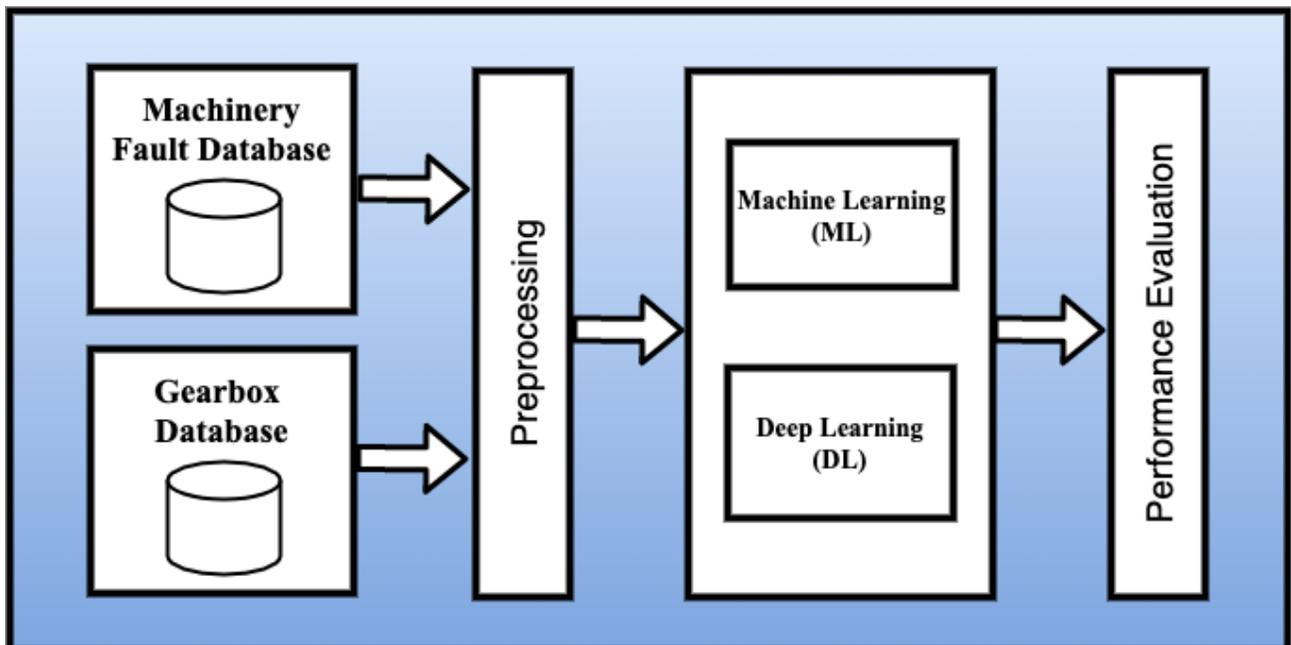 Machinery
Fault Database
Gearbox
Database
Preprocessing
Machine Learning
(ML)
Deep Learning
(DL)
Performance Evaluation